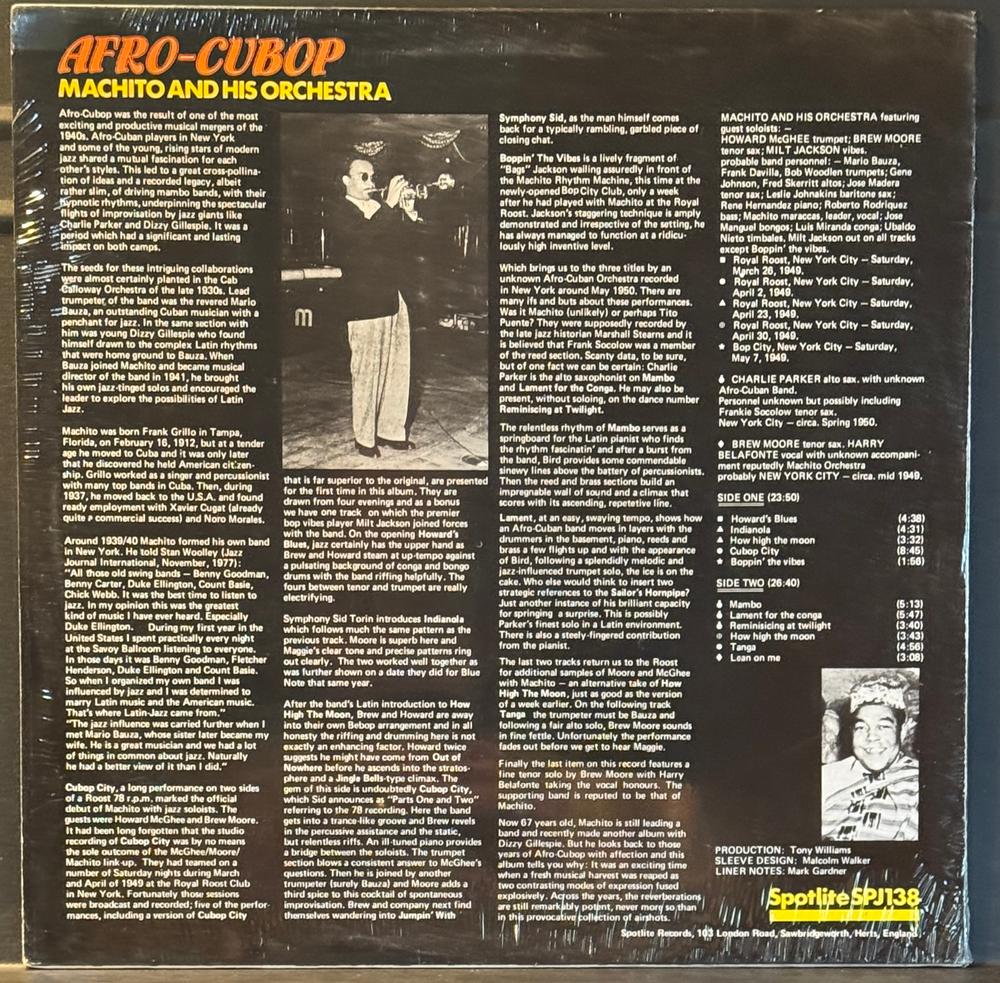 AFRO-CUBOP
MACHITO AND HIS ORCHESTRA
Afro-Cubop was the result of one of the most
exciting and productive musical mergers of the
1940s. Afro-Cuban players in New York
and some of the young, rising stars of modern
jazz shared a mutual fascination for each
other's styles. This led to a great cross-pollina-
tion of ideas and a recorded legacy, albeit
rather slim, of driving mambo bands, with their
hypnotic rhythms, underpinning the spectacular
flights of improvisation by jazz giants like
Charlie Parker and Dizzy Gillespie. It was a
period which had a significant and lasting
impact on both camps.
The seeds for these intriguing collaborations
were almost certainly planted in the Cab
Calloway Orchestra of the late 1930s. Lead
trumpeter of the band was the revered Mario
Bauza, an outstanding Cuban musician with a
penchant for jazz. In the same section with
him was young Dizzy Gillespie who found
himself drawn to the complex Latin rhythms
that were home ground to Bauza. When
Bauza joined Machito and became musical
director of the band in 1941, he brought
his own jazz-tinged solos and encouraged the
leader to explore the possibilities of Latin
Jazz.
Machito was born Frank Grillo in Tampa,
Florida, on February 16, 1912, but at a tender
age he moved to Cuba and it was only later
that he discovered he held American citizen-
ship. Grillo worked as a singer and percussionist
with many top bands in Cuba. Then, during
1937, he moved back to the U.S.A. and found
ready employment with Xavier Cugat (already
quite a commercial success) and Noro Morales.
Around 1939/40 Machito formed his own band
in New York. He told Stan Woolley (Jazz
Journal International, November, 1977):
"All those old swing bands — Benny Goodman,
Benny Carter, Duke Ellington, Count Basie,
Chick Webb. It was the best time to listen to
jazz. In my opinion this was the greatest
kind of music I have ever heard. Especially
Duke Ellington. During my first year in the
United States I spent practically every night
at the Savoy Ballroom listening to everyone.
In those days it was Benny Goodman, Fletcher
Henderson, Duke Ellington and Count Basie.
So when I organized my own band I was
influenced by jazz and I was determined to
marry Latin music and the American music.
That's where Latin-Jazz came from."
"The jazz influence was carried further when I
met Mario Bauza, whose sister later became my
wife. He is a great musician and we had a lot
of things in common about jazz. Naturally
he had a better view of it than I did."
Cubop City, a long performance on two sides
of a Roost 78 r.p.m. marked the official
debut of Machito with jazz soloists. The
guests were Howard McGhee and Brew Moore.
It had been long forgotten that the studio
recording of Cubop City was by no means
the sole outcome of the McGhee/Moore/
Machito link-up. They had teamed on a
number of Saturday nights during March
and April of 1949 at the Royal Roost Club
in New York. Fortunately those sessions
were broadcast and recorded; five of the perfor-
mances, including a version of Cubop City
m
that is far superior to the original, are presented
for the first time in this album. They are
drawn from four evenings and as a bonus
we have one track on which the premier
bop vibes player Milt Jackson joined forces
with the band. On the opening Howard's
Blues, jazz certainly has the upper hand as
Brew and Howard steam at up-tempo against
a pulsating background of conga and bongo
drums with the band riffing helpfully. The
fours between tenor and trumpet are really
electrifying.
Symphony Sid Torin introduces Indianola
which follows much the same pattern as the
previous track. Moore is superb here and
Maggie's clear tone and precise patterns ring
out clearly. The two worked well together as
was further shown on a date they did for Blue
Note that same year.
After the band's Latin introduction to How
High The Moon, Brew and Howard are away
into their own Bebop arrangement and in all
honesty the riffing and drumming here is not
exactly an enhancing factor. Howard twice
suggests he might have come from Out of
Nowhere before he ascends into the stratos-
phere and a Jingle Bells-type climax. The
gem of this side is undoubtedly Cubop City,
which Sid announces as "Parts One and Two"
referring to the 78 recording. Here the band
gets into a trance-like groove and Brew revels
in the percussive assistance and the static,
but relentless riffs. An ill-tuned piano provides
a bridge between the soloists. The trumpet
section blows a consistent answer to McGhee's
questions. Then he is joined by another
trumpeter (surely Bauza) and Moore adds a
third spice to this cocktail of spontaneous
improvisation. Brew and company next find
themselves wandering into Jumpin' With
Symphony Sid, as the man himself comes
back for a typically rambling, garbled piece of
closing chat.
Boppin' The Vibes is a lively fragment of
"Bags" Jackson wailing assuredly in front of
the Machito Rhythm Machine, this time at the
newly-opened Bop City Club, only a week
after he had played with Machito at the Royal
Roost. Jackson's staggering technique is amply
demonstrated and irrespective of the setting, he
has always managed to function at a ridicu-
lously high inventive level.
Which brings us to the three titles by an
unknown Afro-Cuban Orchestra recorded
in New York around May 1950. There are
many ifs and buts about these performances.
Was it Machito (unlikely) or perhaps Tito
Puente? They were supposedly recorded by
the late jazz historian Marshall Stearns and it
is believed that Frank Socolow was a member
of the reed section. Scanty data, to be sure,
but of one fact we can be certain: Charlie
Parker is the alto saxophonist on Mambo
and Lament for the Conga. He may also be
present, without soloing, on the dance number
Reminiscing at Twilight.
The relentless rhythm of Mambo serves as a
springboard for the Latin pianist who finds
the rhythm fascinatin' and after a burst from
the band, Bird provides some commendable
sinewy lines above the battery of percussionists.
Then the reed and brass sections build an
impregnable wall of sound and a climax that
scores with its ascending, repetetive line.
Lament, at an easy, swaying tempo, shows how
an Afro-Cuban band moves in layers with the
drummers in the basement, piano, reeds and
brass a few flights up and with the appearance
of Bird, following a splendidly melodic and
jazz-influenced trumpet solo, the ice is on the
cake. Who else would think to insert two
strategic references to the Sailor's Hornpipe?
Just another instance of his brilliant capacity
for springing a surprise. This is possibly
Parker's finest solo in a Latin environment.
There is also a steely-fingered contribution
from the pianist.
The last two tracks return us to the Roost
for additional samples of Moore and McGhee
with Machito — an alternative take of How
High The Moon, just as good as the version
of a week earlier. On the following track
Tanga the trumpeter must be Bauza and
following a fair alto solo, Brew Moore sounds
in fine fettle. Unfortunately the performance
fades out before we get to hear Maggie.
Finally the last item on this record features a
fine tenor solo by Brew Moore with Harry
Belafonte taking the vocal honours. The
supporting band is reputed to be that of
Machito.
Now 67 years old, Machito is still leading a
band and recently made another album with
Dizzy Gillespie. But he looks back to those
years of Afro-Cubop with affection and this
album tells you why: It was an exciting time
when a fresh musical harvest was reaped as
two contrasting modes of expression fused
explosively. Across the years, the reverberations
are still remarkably potent, never more so than
in this provocative collection of airshots.
MACHITO AND HIS ORCHESTRA featuring
guest soloists: —
HOWARD McGHEE trumpet; BREW MOORE
tenor sax; MILT JACKSON vibes.
probable band personnel: — Mario Bauza,
Frank Davilla, Bob Woodlen trumpets; Gene
Johnson, Fred Skerritt altos; Jose Madera
tenor sax; Leslie Johnakins baritone sax;
Rene Hernandez piano; Roberto Rodriquez
bass; Machito maraccas, leader, vocal; Jose
Manguel bongos; Luis Miranda conga; Ubaldo
Nieto timbales. Milt Jackson out on all tracks
except Boppin' the vibes.
■ Royal Roost, New York City — Saturday,
March 26, 1949.
● Royal Roost, New York City — Saturday,
April 2, 1949.
▲ Royal Roost, New York City — Saturday,
April 23, 1949.
Royal Roost, New York City — Saturday,
April 30, 1949.
★ Bop City, New York City — Saturday,
May 7, 1949.
CHARLIE PARKER alto sax. with unknown
Afro-Cuban Band.
Personnel unknown but possibly including
Frankie Socolow tenor sax.
New York City — circa. Spring 1950.
♦ BREW MOORE tenor sax. HARRY
BELAFONTE vocal with unknown accompani-
ment reputedly Machito Orchestra
probably NEW YORK CITY — circa. mid 1949.
SIDE ONE (23:50)
■ Howard's Blues (4:38)
▲ Indianola (4:31)
▲ How high the moon (3:32)
● Cubop City (8:45)
★ Boppin' the vibes (1:56)
SIDE TWO (26:40)
Mambo (5:13)
Lament for the conga (5:47)
Reminiscing at twilight (3:40)
How high the moon (3:43)
Tanga (4:56)
♦ Lean on me (3:08)
PRODUCTION: Tony Williams
SLEEVE DESIGN: Malcolm Walker
LINER NOTES: Mark Gardner
Spotlite SPJ138
Spotlite Records, 103 London Road, Sawbridgeworth, Herts, England.